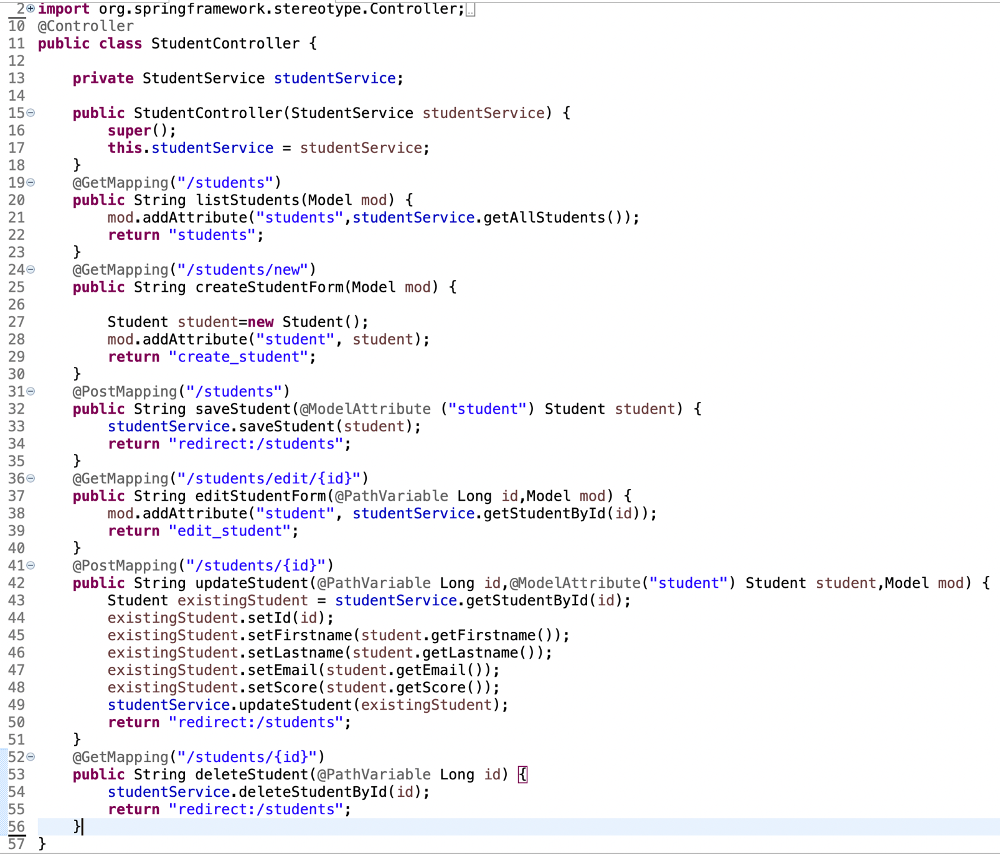 2 import org.springframework.stereotype.Controller;
10 @Controller
11 public class StudentController {
12
13     private StudentService studentService;
14
15     public StudentController(StudentService studentService) {
16         super();
17         this.studentService = studentService;
18     }
19     @GetMapping("/students")
20     public String listStudents(Model mod) {
21         mod.addAttribute("students",studentService.getAllStudents());
22         return "students";
23     }
24     @GetMapping("/students/new")
25     public String createStudentForm(Model mod) {
26
27         Student student=new Student();
28         mod.addAttribute("student", student);
29         return "create_student";
30     }
31     @PostMapping("/students")
32     public String saveStudent(@ModelAttribute ("student") Student student) {
33         studentService.saveStudent(student);
34         return "redirect:/students";
35     }
36     @GetMapping("/students/edit/{id}")
37     public String editStudentForm(@PathVariable Long id,Model mod) {
38         mod.addAttribute("student", studentService.getStudentById(id));
39         return "edit_student";
40     }
41     @PostMapping("/students/{id}")
42     public String updateStudent(@PathVariable Long id,@ModelAttribute("student") Student student,Model mod) {
43         Student existingStudent = studentService.getStudentById(id);
44         existingStudent.setId(id);
45         existingStudent.setFirstname(student.getFirstname());
46         existingStudent.setLastname(student.getLastname());
47         existingStudent.setEmail(student.getEmail());
48         existingStudent.setScore(student.getScore());
49         studentService.updateStudent(existingStudent);
50         return "redirect:/students";
51     }
52     @GetMapping("/students/{id}")
53     public String deleteStudent(@PathVariable Long id) {
54         studentService.deleteStudentById(id);
55         return "redirect:/students";
56     }
57 }